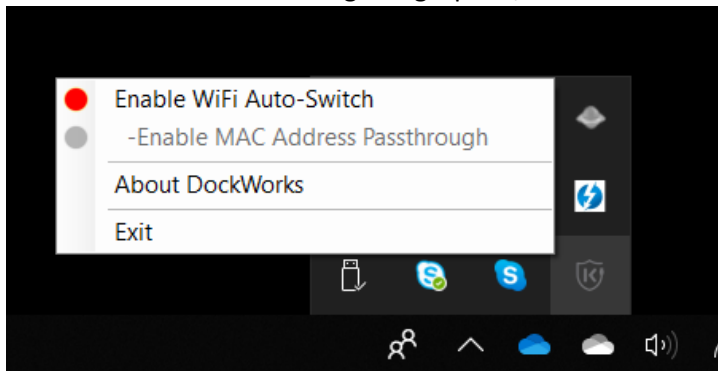 Enable WiFi Auto-Switch
-Enable MAC Address Passthrough
About DockWorks
Exit